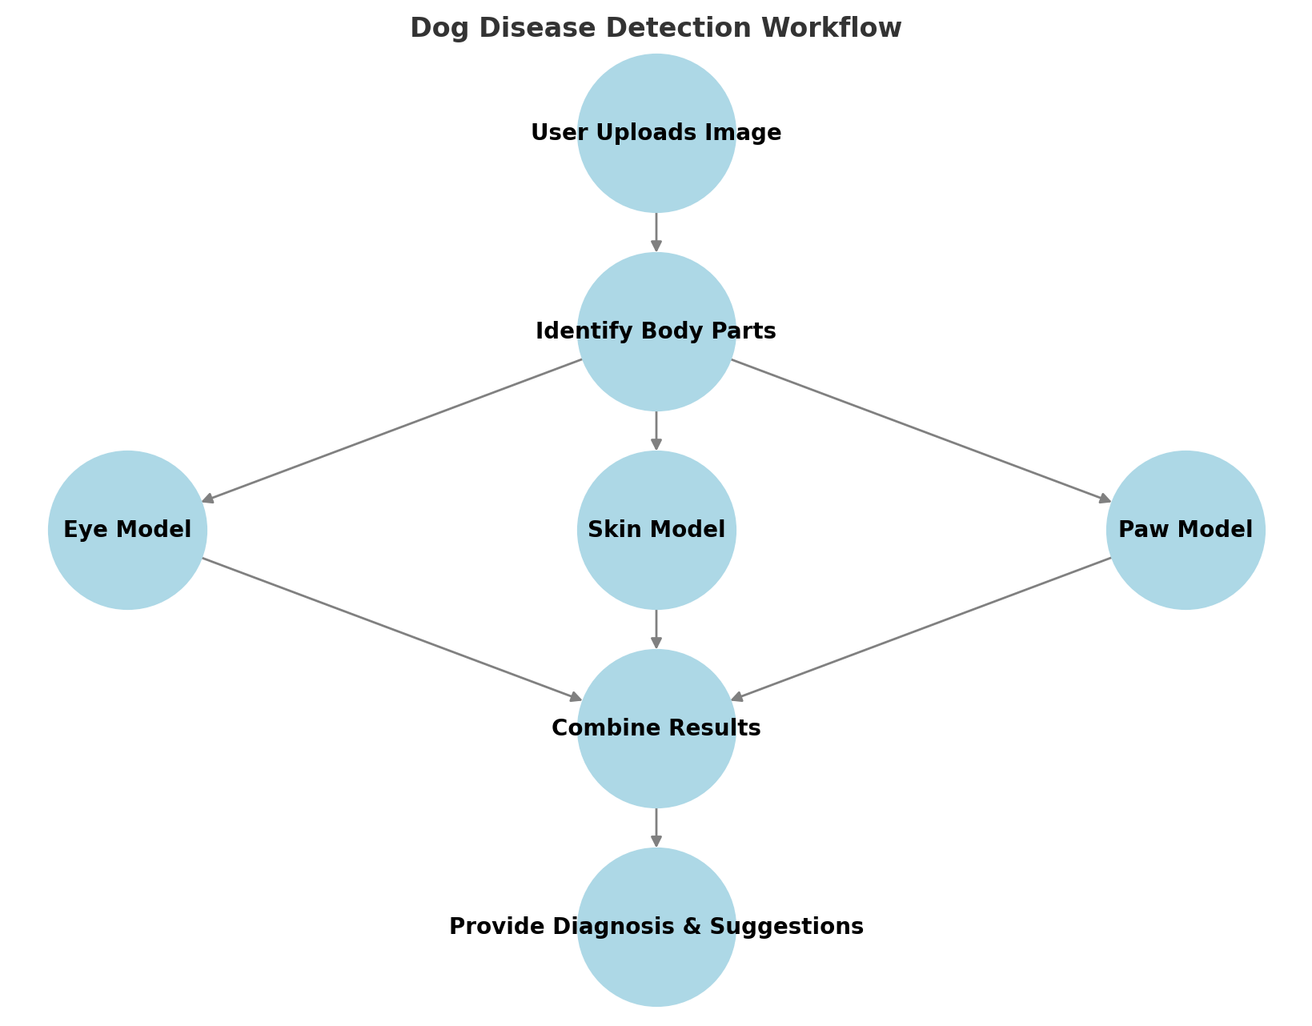 Dog Disease Detection Workflow
User Uploads Image
Identify Body Parts
Eye Model
Skin Model
Paw Model
Combine Results
Provide Diagnosis & Suggestions